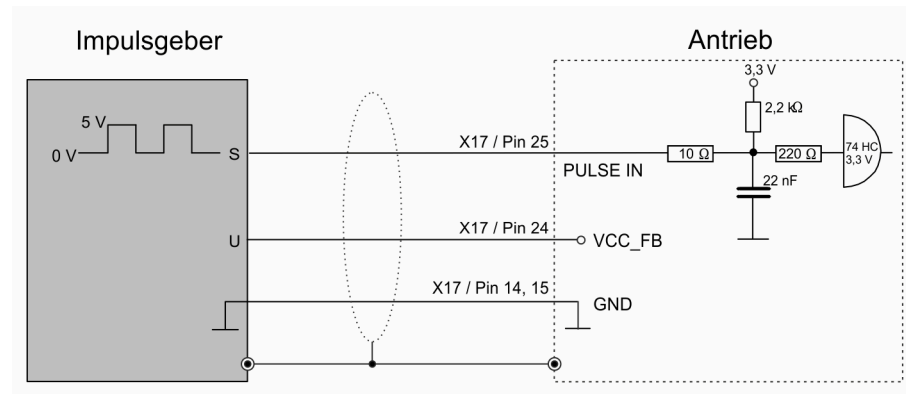 Impulsgeber
Antrieb
3,3 V
5 V
2,2 kΩ
0 V
S
X17 / Pin 25
10 Ω
220 Ω
74 HC
3,3 V
PULSE IN
22 nF
U
X17 / Pin 24
VCC_FB
X17 / Pin 14, 15
GND